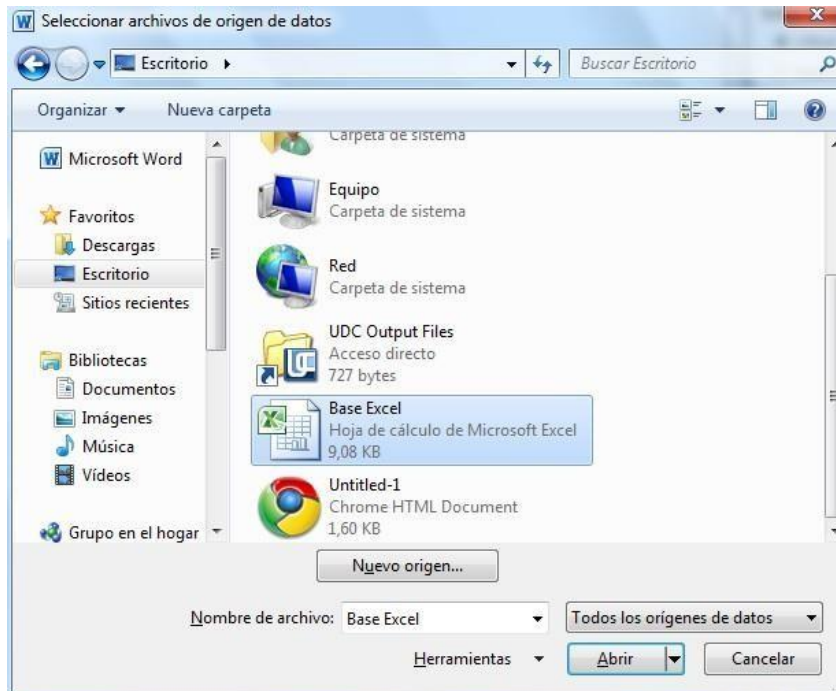 Seleccionar archivos de origen de datos
Escritorio
Buscar Escritorio
Organizar
Nueva carpeta
Microsoft Word
Favoritos
Descargas
Escritorio
Sitios recientes
Bibliotecas
Documentos
Imágenes
Música
Vídeos
Grupo en el hogar
Carpeta de sistema
Equipo
Carpeta de sistema
Red
Carpeta de sistema
UDC Output Files
Acceso directo
727 bytes
Base Excel
Hoja de cálculo de Microsoft Excel
9,08 KB
Untitled-1
Chrome HTML Document
1,60 KB
Nuevo origen...
Nombre de archivo: Base Excel
Todos los orígenes de datos
Herramientas
Abrir
Cancelar